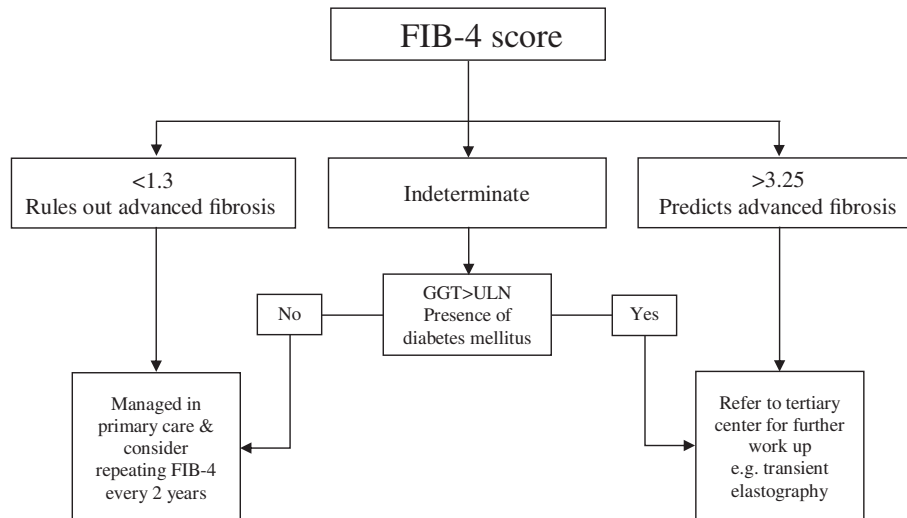 FIB-4 score
<1.3
Rules out advanced fibrosis
Indeterminate
>3.25
Predicts advanced fibrosis
No
GGT>ULN
Presence of
diabetes mellitus
Yes
Managed in
primary care &
consider
repeating FIB-4
every 2 years
Refer to tertiary
center for further
work up
e.g. transient
elastography